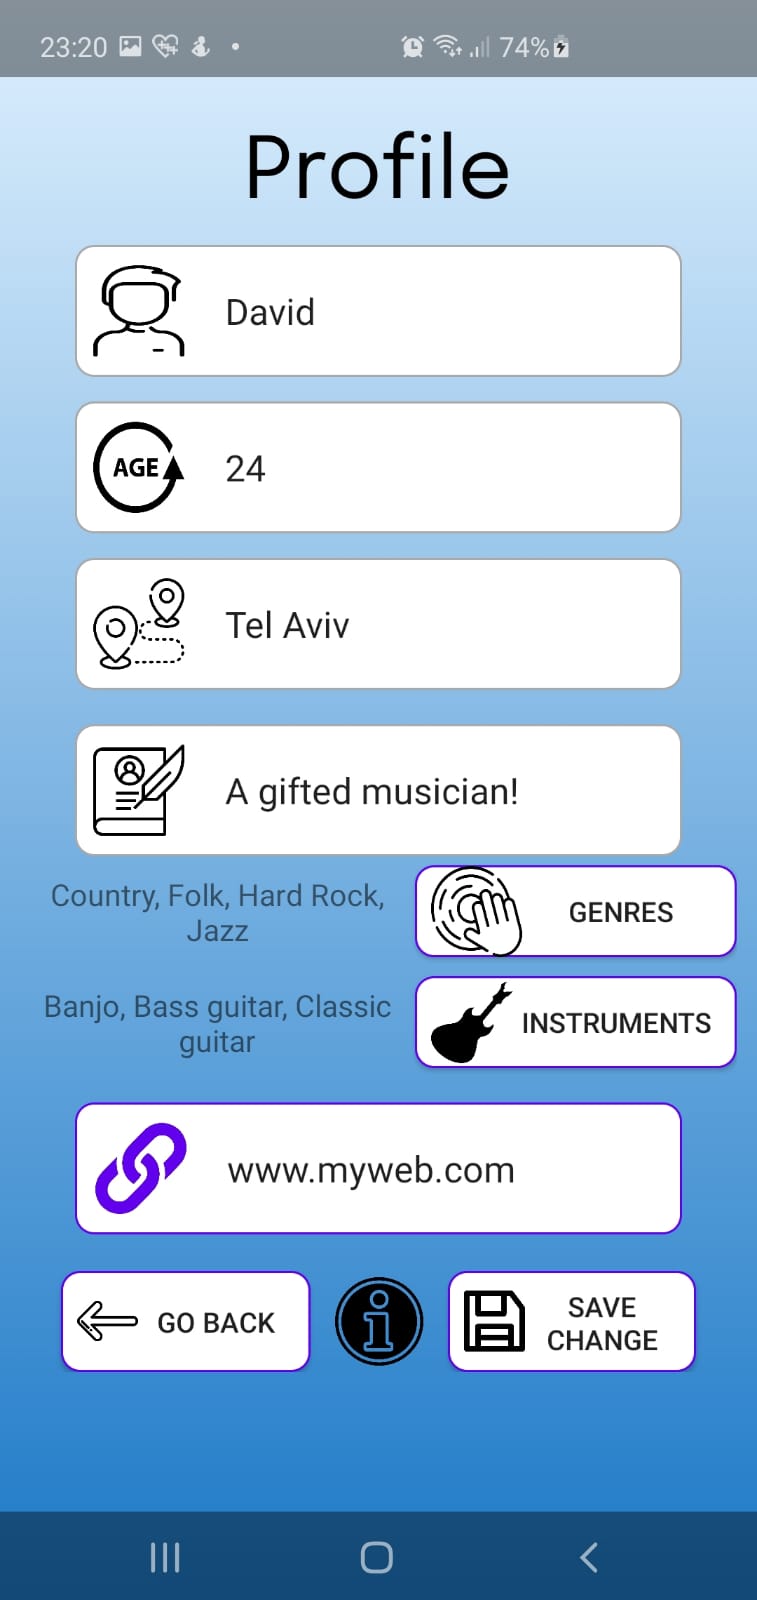 23:20
74%
Profile
David
AGE
24
Tel Aviv
A gifted musician!
Country, Folk, Hard Rock,
Jazz
GENRES
Banjo, Bass guitar, Classic
guitar
INSTRUMENTS
www.myweb.com
GO BACK
i
SAVE
CHANGE